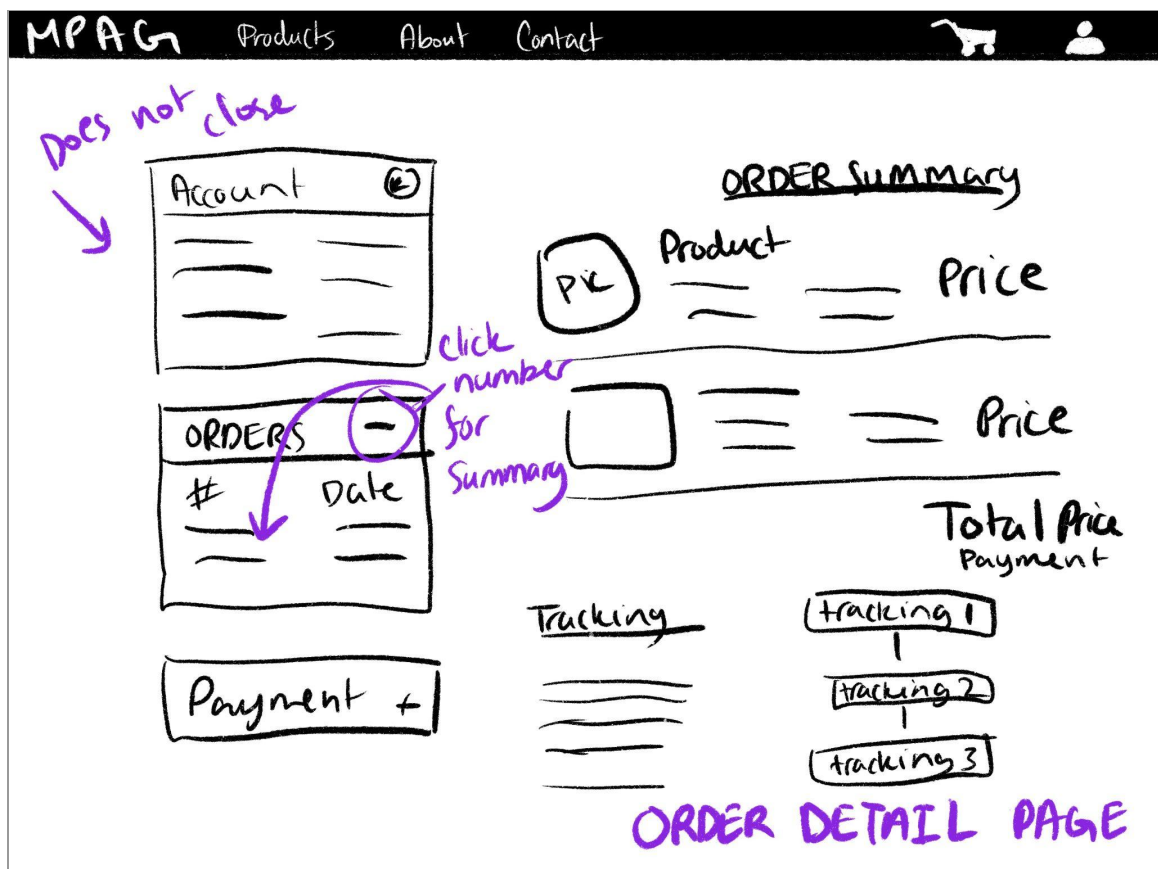 MPAG Products About Contact
Does not close
Account
ORDERS -
# Date
Payment +
click
number
for
Summary
ORDER SUMMARY
Pic Product Price
Price
Total Price
Payment
Tracking
tracking 1
tracking 2
tracking 3
ORDER DETAIL PAGE